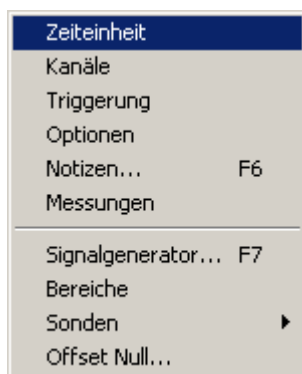 Zeiteinheit
Kanäle
Triggerung
Optionen
Notizen... F6
Messungen
Signalgenerator... F7
Bereiche
Sonden
Offset Null...